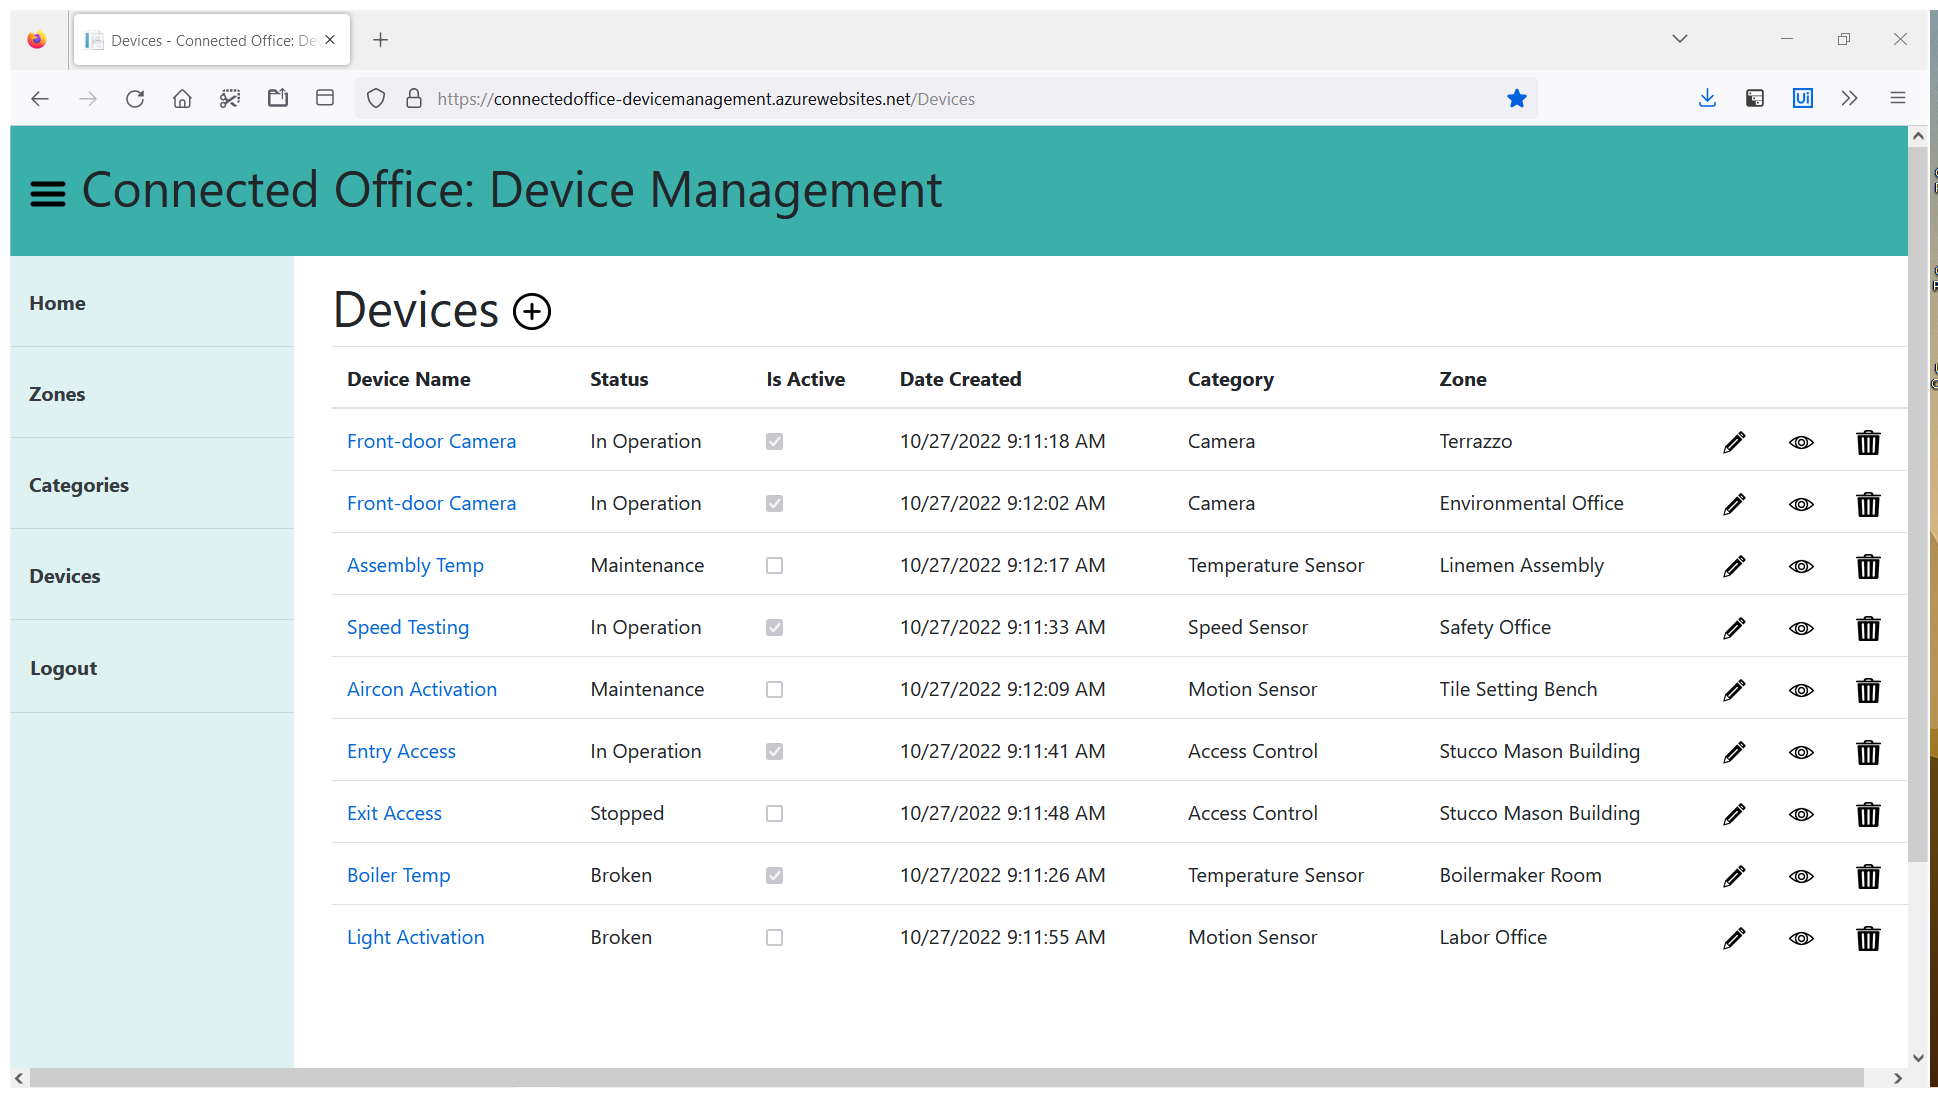 Devices - Connected Office: De
https://connectedoffice-devicemanagement.azurewebsites.net/Devices
Ui
Connected Office: Device Management
Home
Zones
Categories
Devices
Logout
Devices
Device Name Status Is Active Date Created Category Zone
Front-door Camera In Operation 10/27/2022 9:11:18 AM Camera Terrazzo
Front-door Camera In Operation 10/27/2022 9:12:02 AM Camera Environmental Office
Assembly Temp Maintenance 10/27/2022 9:12:17 AM Temperature Sensor Linemen Assembly
Speed Testing In Operation 10/27/2022 9:11:33 AM Speed Sensor Safety Office
Aircon Activation Maintenance 10/27/2022 9:12:09 AM Motion Sensor Tile Setting Bench
Entry Access In Operation 10/27/2022 9:11:41 AM Access Control Stucco Mason Building
Exit Access Stopped 10/27/2022 9:11:48 AM Access Control Stucco Mason Building
Boiler Temp Broken 10/27/2022 9:11:26 AM Temperature Sensor Boilermaker Room
Light Activation Broken 10/27/2022 9:11:55 AM Motion Sensor Labor Office